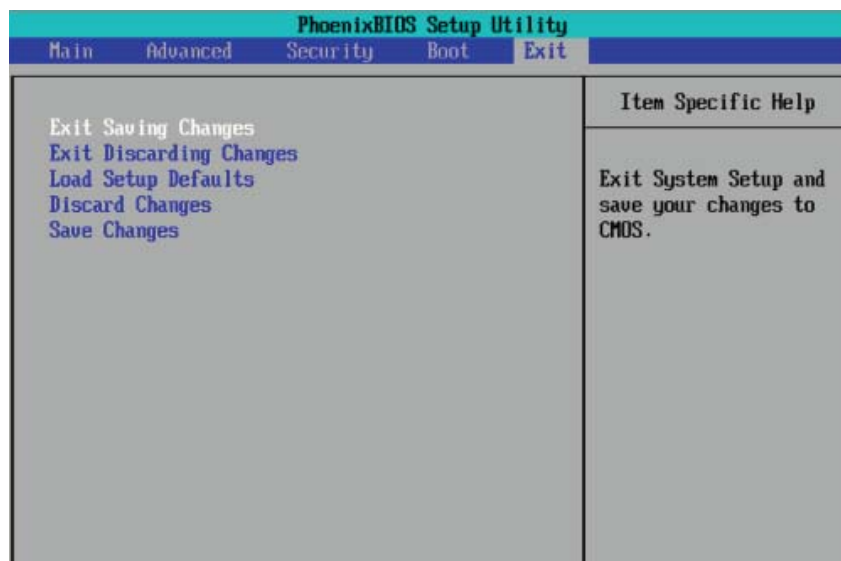 PhoenixBIOS Setup Utility
Main Advanced Security Boot Exit
Exit Saving Changes
Exit Discarding Changes
Load Setup Defaults
Discard Changes
Save Changes
Item Specific Help
Exit System Setup and
save your changes to
CMOS.